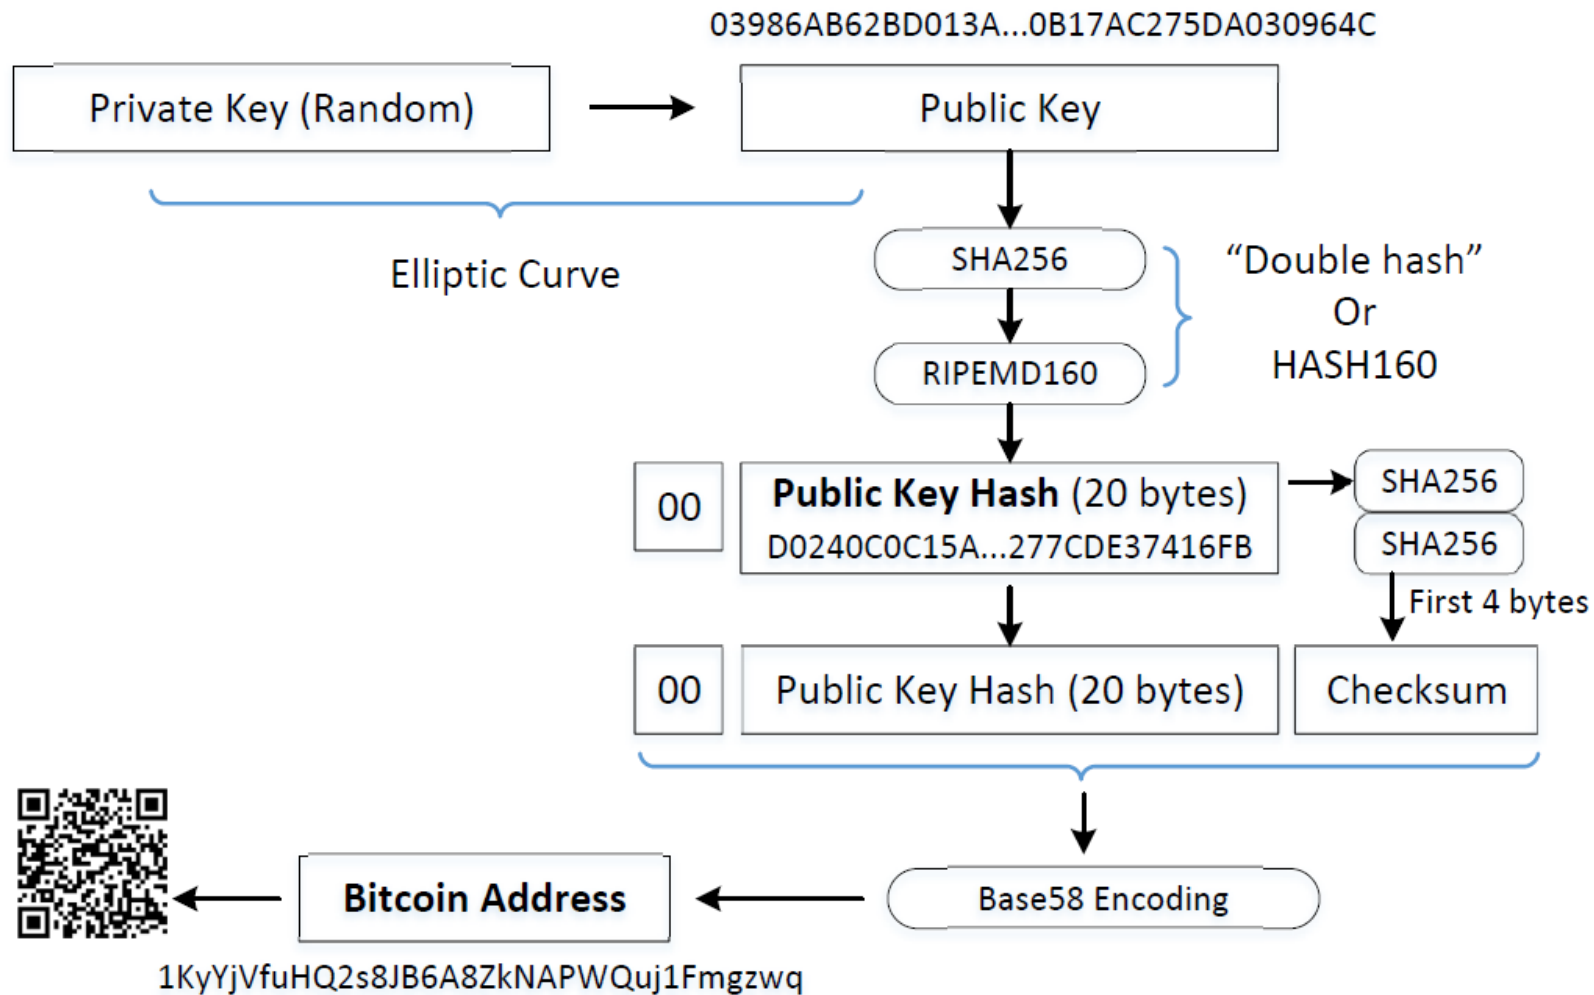 03986AB62BD013A...0B17AC275DA030964C
Private Key (Random)
Public Key
Elliptic Curve
SHA256
RIPEMD160
“Double hash”
Or
HASH160
00
Public Key Hash (20 bytes)
D0240C0C15A...277CDE37416FB
SHA256
SHA256
First 4 bytes
00
Public Key Hash (20 bytes)
Checksum
Base58 Encoding
Bitcoin Address
1KyYjVfuHQ2s8JB6A8ZkNAPWQuj1Fmgzwq